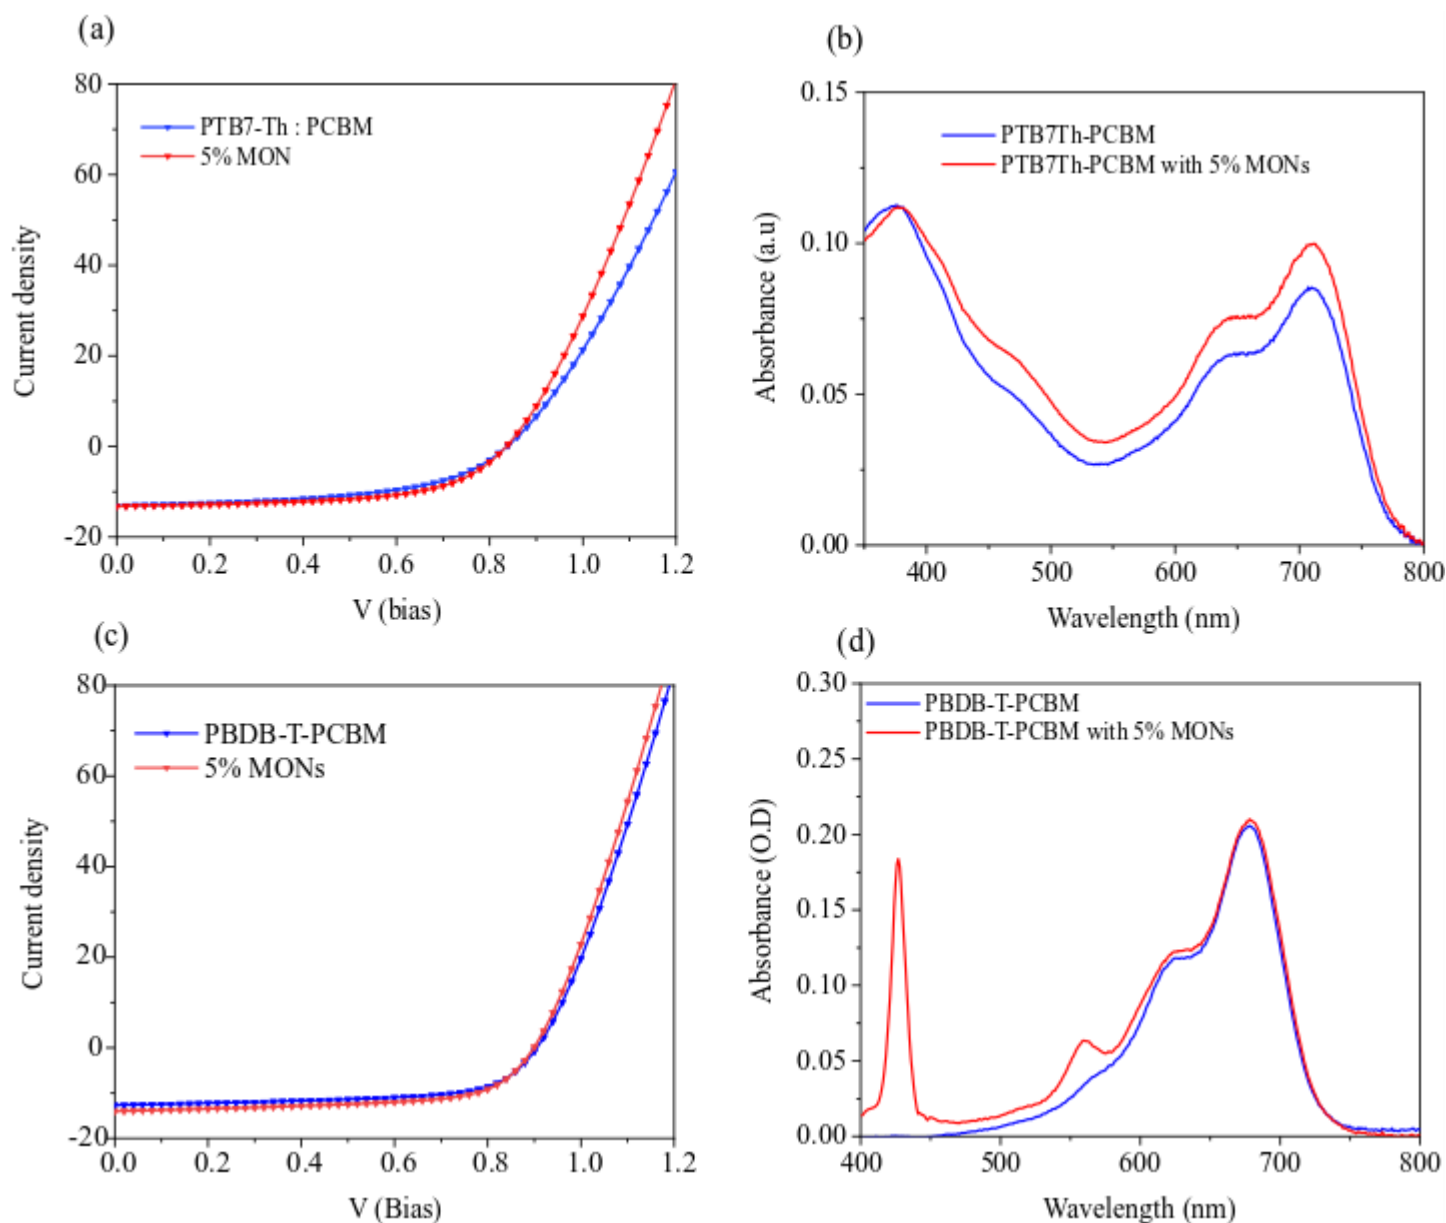 (a)
80
60
40
20
0
-20
0.0 0.2 0.4 0.6 0.8 1.0 1.2
Current density
V (bias)
PTB7-Th : PCBM
5% MON
(b)
0.15
0.10
0.05
0.00
400 500 600 700 800
Absorbance (a.u)
Wavelength (nm)
PTB7Th-PCBM
PTB7Th-PCBM with 5% MONs
(c)
80
60
40
20
0
-20
0.0 0.2 0.4 0.6 0.8 1.0 1.2
Current density
V (Bias)
PBDB-T-PCBM
5% MONs
(d)
0.30
0.25
0.20
0.15
0.10
0.05
0.00
400 500 600 700 800
Absorbance (O.D)
Wavelength (nm)
PBDB-T-PCBM
PBDB-T-PCBM with 5% MONs